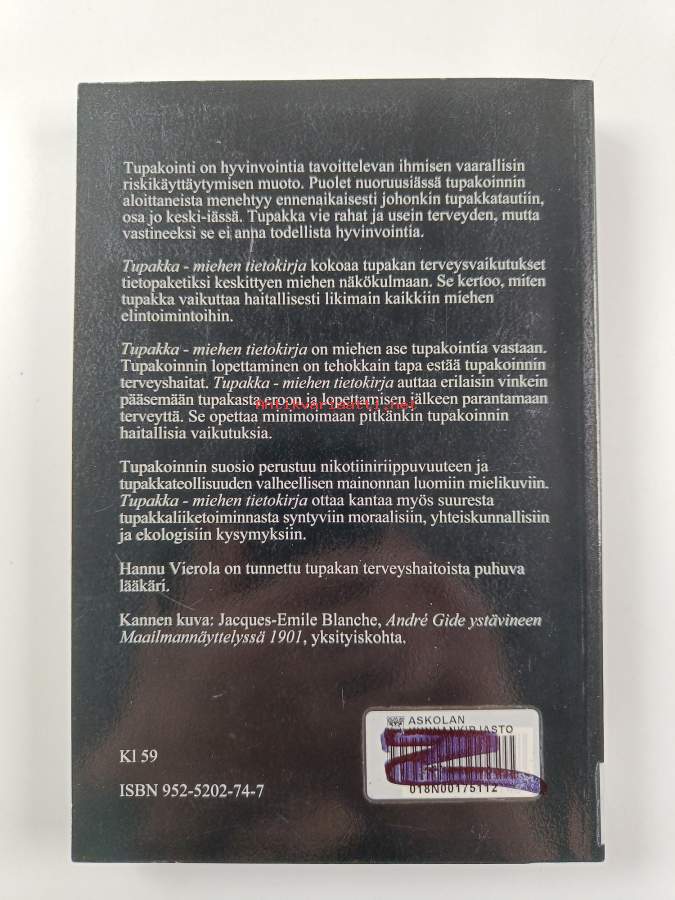 Tupakointi on hyvinvointia tavoittelevan ihmisen vaarallisin
riskikäyttäytymisen muoto. Puolet nuoruusiässä tupakoinnin
aloittaneista menehtyy ennenaikaisesti johonkin tupakkatautiin,
osa jo keski-iässä. Tupakka vie rahat ja usein terveyden, mutta
vastineeksi se ei anna todellista hyvinvointia.
Tupakka - miehen tietokirja kokoaa tupakan terveysvaikutukset
tietopaketiksi keskittyen miehen näkökulmaan. Se kertoo, miten
tupakka vaikuttaa haitallisesti likimain kaikkiin miehen
elintoimintoihin.
Tupakka - miehen tietokirja on miehen ase tupakointia vastaan.
Tupakoinnin lopettaminen on tehokkain tapa estää tupakoinnin
terveyshaitat. Tupakka - miehen tietokirja auttaa erilaisin vinkein
pääsemään tupakasta eroon ja lopettamisen jälkeen parantamaan
Antikvariaatti.net
terveyttä. Se opettaa minimoimaan pitkänkin tupakoinnin
haitallisia vaikutuksia.
Tupakoinnin suosio perustuu nikotiiniriippuvuuteen ja
tupakkateollisuuden valheellisen mainonnan luomiin mielikuviin.
Tupakka - miehen tietokirja ottaa kantaa myös suuresta
tupakkaliiketoiminnasta syntyviin moraalisiin, yhteiskunnallisiin
ja ekologisiin kysymyksiin.
Hannu Vierola on tunnettu tupakan terveyshaitoista puhuva
lääkäri.
Kannen kuva: Jacques-Emile Blanche, André Gide ystävineen
Maailmannäyttelyssä 1901, yksityiskohta.
ASKOLAN
KUNNANKIRJASTO
018N00175112
Kl 59
ISBN 952-5202-74-7